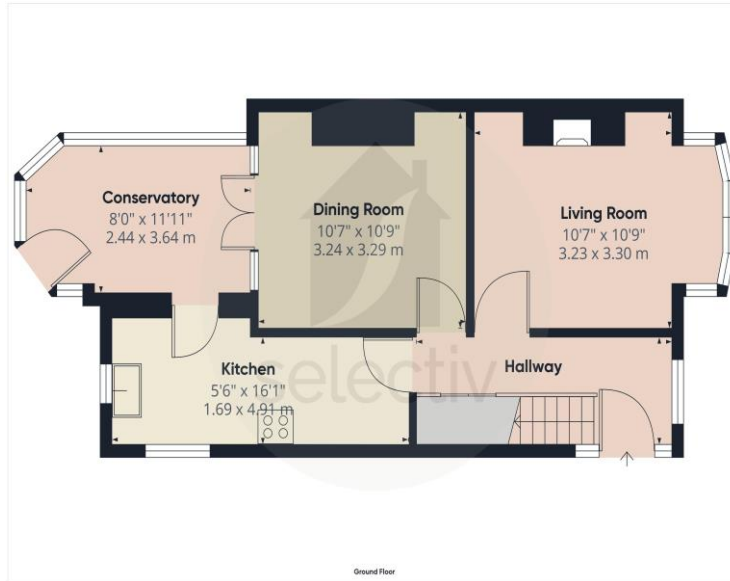 Conservatory
8'0" x 11'11"
2.44 x 3.64 m
Dining Room
10'7" x 10'9"
3.24 x 3.29 m
Living Room
10'7" x 10'9"
3.23 x 3.30 m
Kitchen
5'6" x 16'1"
1.69 x 4.91 m
Hallway
selectiv
Ground Floor